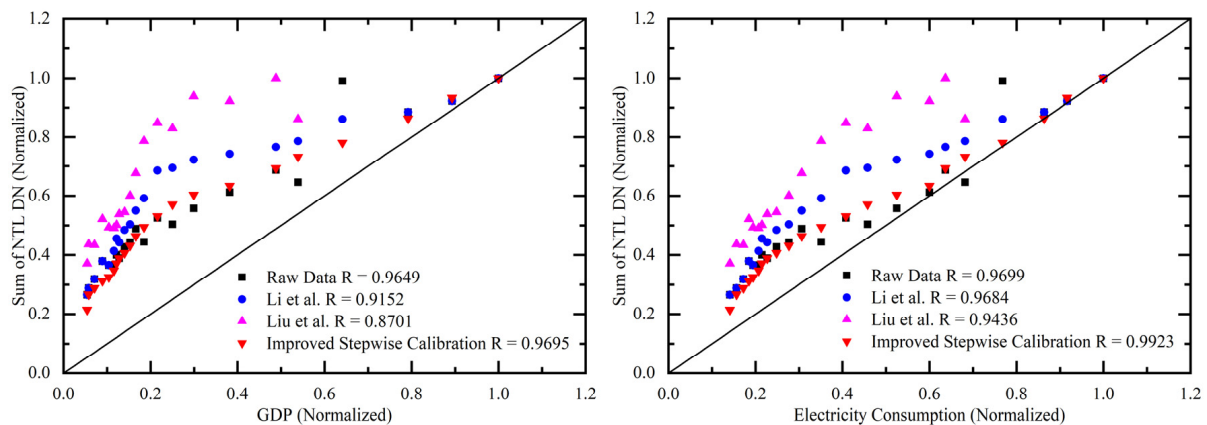 1.2
1.0
0.8
0.6
0.4
0.2
0.0
Sum of NTL DN (Normalized)
Raw Data R = 0.9649
Li et al. R = 0.9152
Liu et al. R = 0.8701
Improved Stepwise Calibration R = 0.9695
0.0 0.2 0.4 0.6 0.8 1.0 1.2
GDP (Normalized)
1.2
1.0
0.8
0.6
0.4
0.2
0.0
Sum of NTL DN (Normalized)
Raw Data R = 0.9699
Li et al. R = 0.9684
Liu et al. R = 0.9436
Improved Stepwise Calibration R = 0.9923
0.0 0.2 0.4 0.6 0.8 1.0 1.2
Electricity Consumption (Normalized)